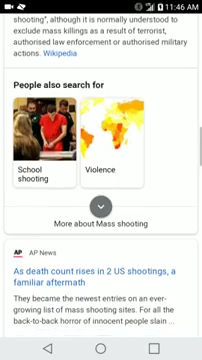 11:46 AM
shooting", although it is normally understood to
exclude mass killings as a result of terrorist,
authorised law enforcement or authorised military
actions. Wikipedia
People also search for
School
shooting
Violence
More about Mass shooting
AP AP News
As death count rises in 2 US shootings, a
familiar aftermath
They became the newest entries on an ever-
growing list of mass shooting sites. For all the
back-to-back horror of innocent people slain ...